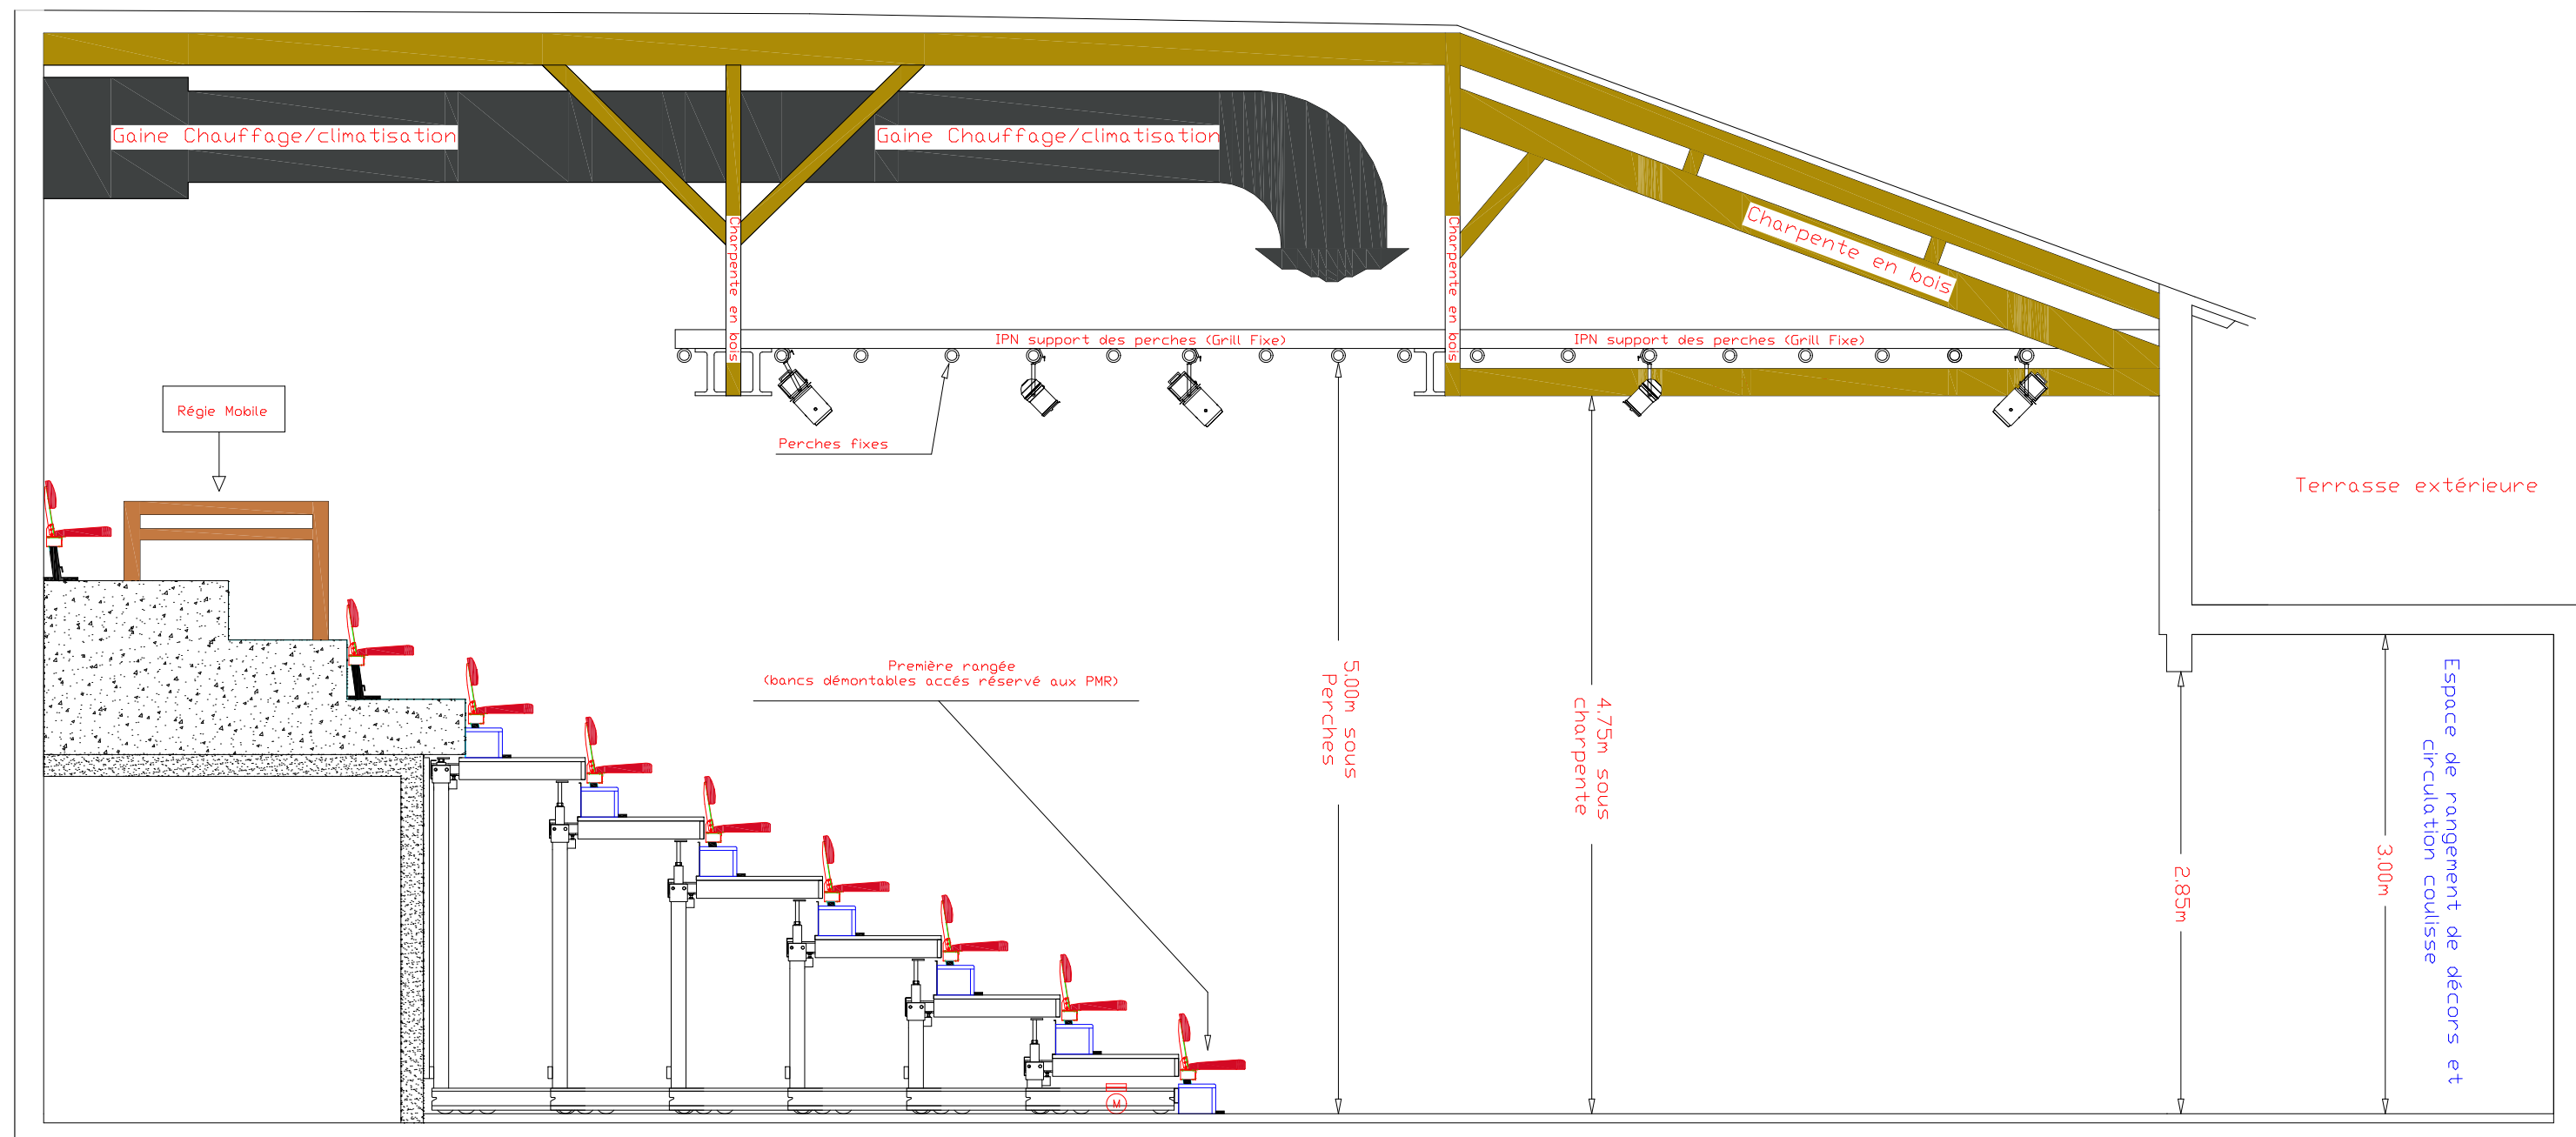 Gaine Chauffage/climatisation
Gaine Chauffage/climatisation
Charpente en bois
Charpente en bois
Charpente en bois
IPN support des perches (Grill Fixe)
IPN support des perches (Grill Fixe)
Régie Mobile
Perches fixes
Terrasse extérieure
Première rangée
(bancs démontables accés réservé aux PMR)
5.00m sous
Perches
4.75m sous
charpente
2.85m
3.00m
Espace de rangement de décors et
circulation coulisse
M